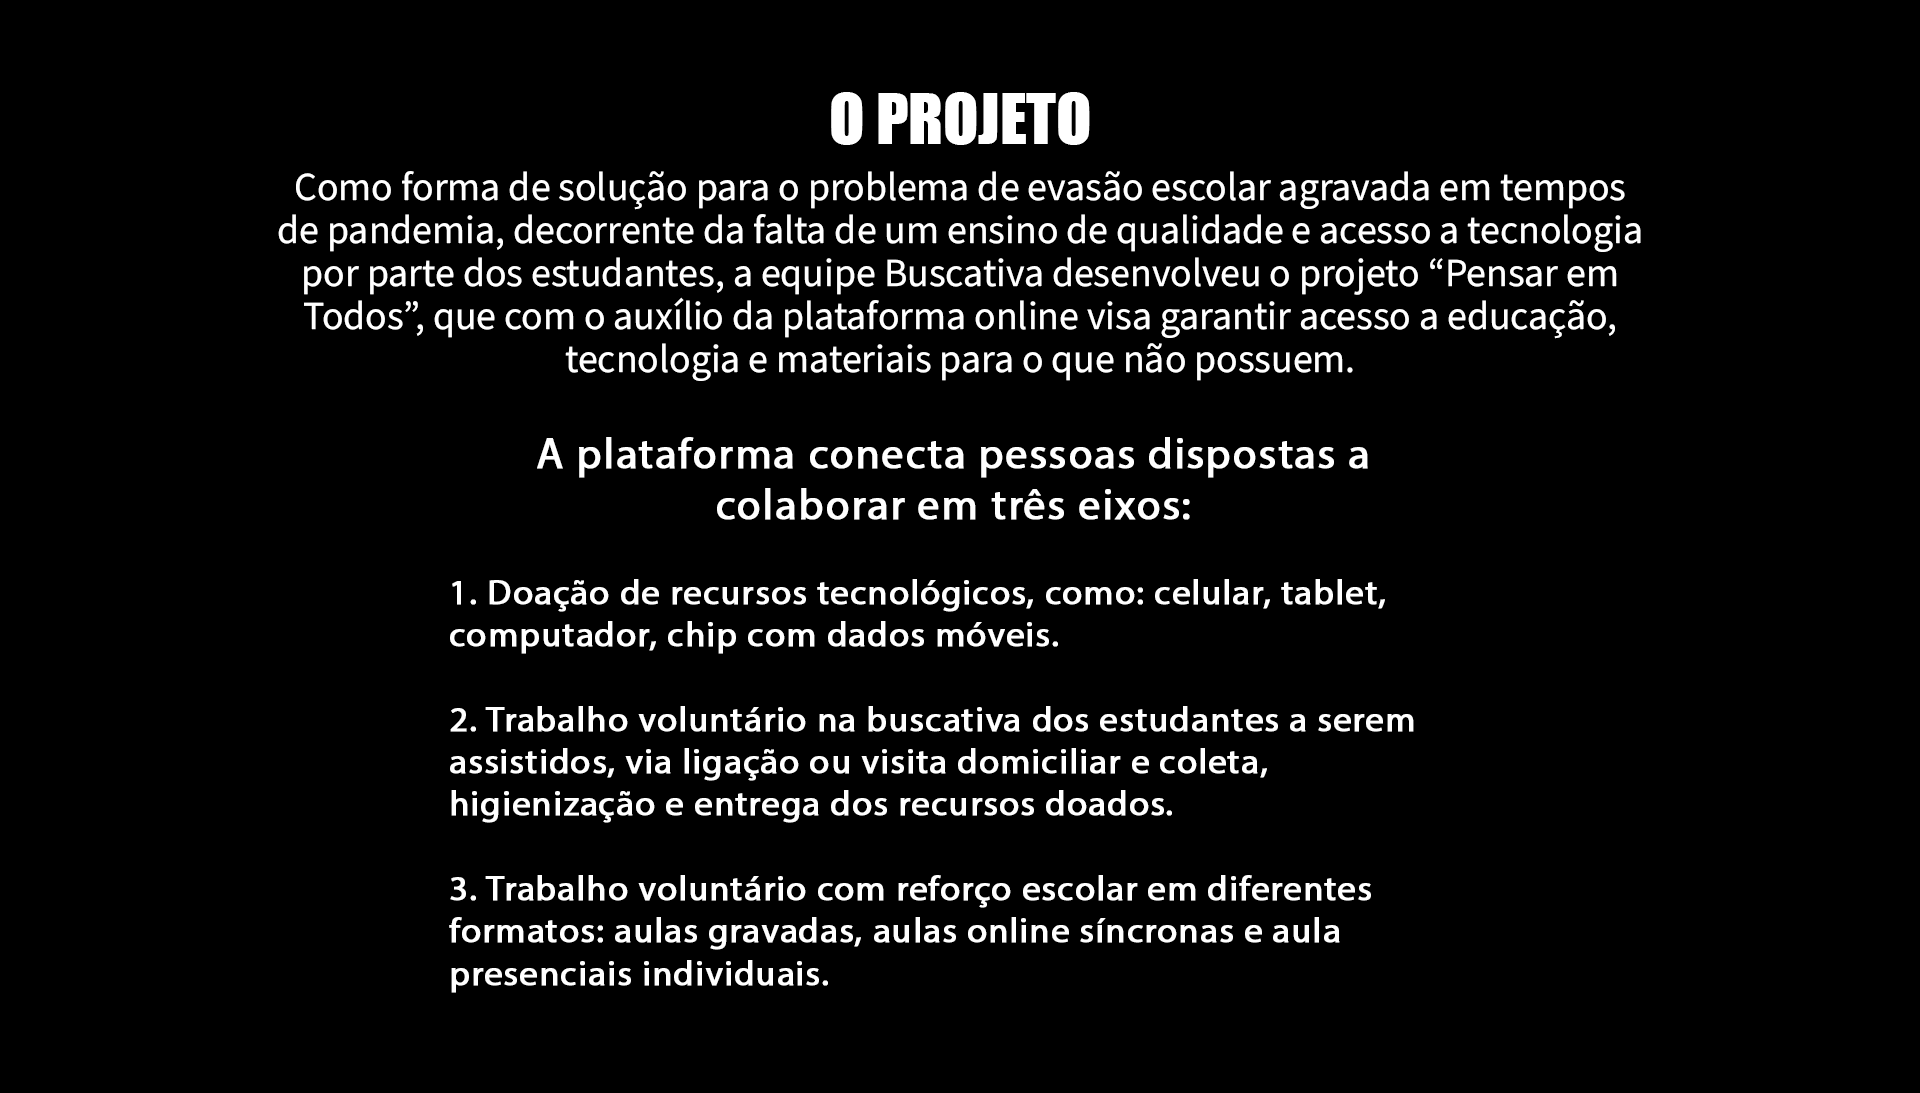 O PROJETO
Como forma de solução para o problema de evasão escolar agravada em tempos
de pandemia, decorrente da falta de um ensino de qualidade e acesso a tecnologia
por parte dos estudantes, a equipe Buscativa desenvolveu o projeto “Pensar em
Todos”, que com o auxílio da plataforma online visa garantir acesso a educação,
tecnologia e materiais para o que não possuem.
A plataforma conecta pessoas dispostas a
colaborar em três eixos:
1. Doação de recursos tecnológicos, como: celular, tablet,
computador, chip com dados móveis.
2. Trabalho voluntário na buscativa dos estudantes a serem
assistidos, via ligação ou visita domiciliar e coleta,
higienização e entrega dos recursos doados.
3. Trabalho voluntário com reforço escolar em diferentes
formatos: aulas gravadas, aulas online síncronas e aula
presenciais individuais.